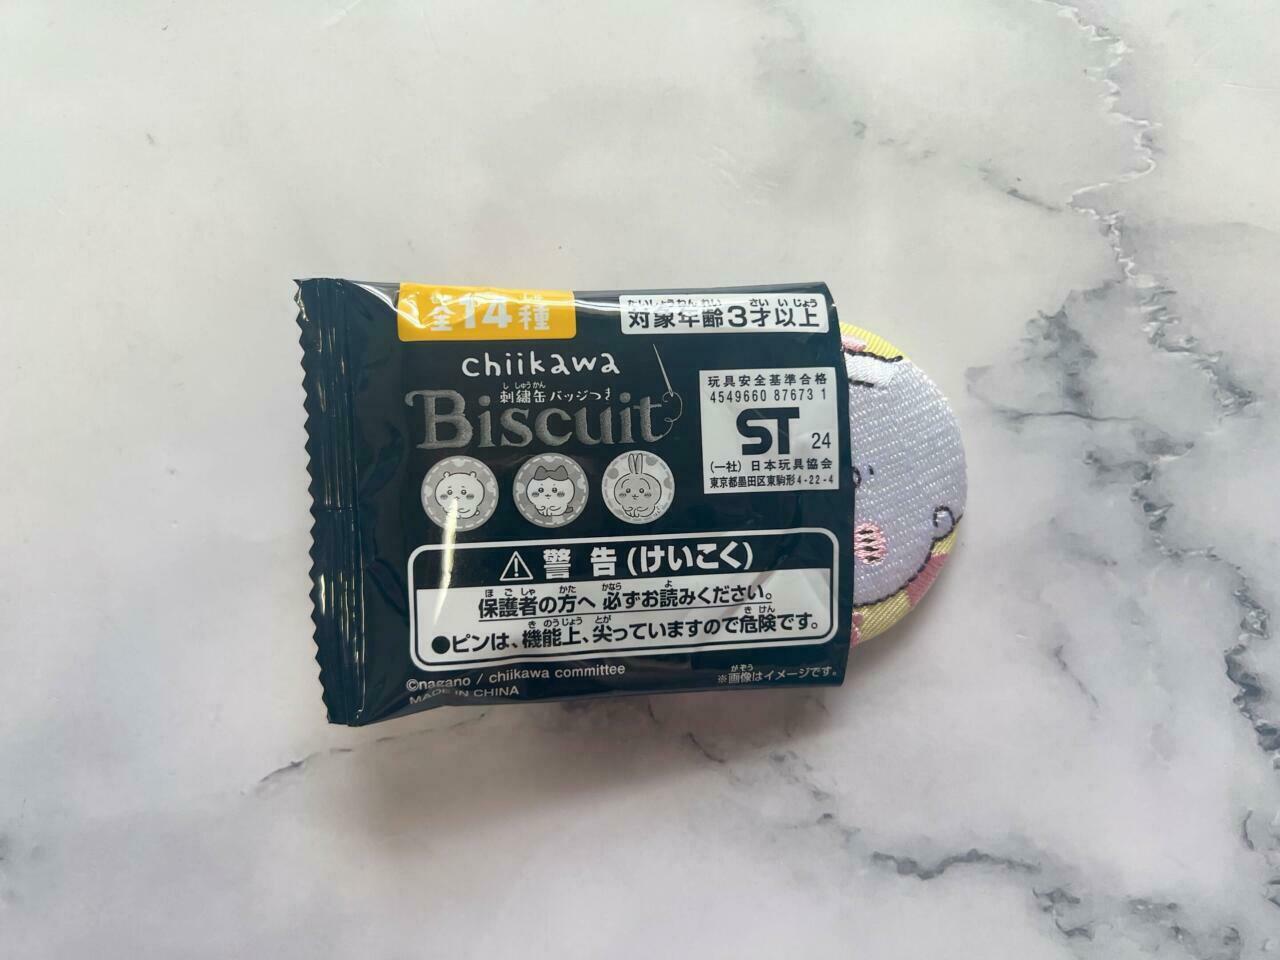 全14種
たいしょうねんれい さい いじょう
対象年齢3才以上
chiikawa
ししゅうかん
刺繍缶バッジつき
Biscuit
玩具安全基準合格
4549660 87673 1
ST 24
(一社) 日本玩具協会
東京都墨田区東駒形4-22-4
⚠警告(けいこく)
ほごしゃ かた かなら よ
保護者の方へ 必ずお読みください。
きのうじょう とが きけん
●ピンは、機能上、尖っていますので危険です。
©nagano / chiikawa committee
MADE IN CHINA
がぞう
※画像はイメージです。